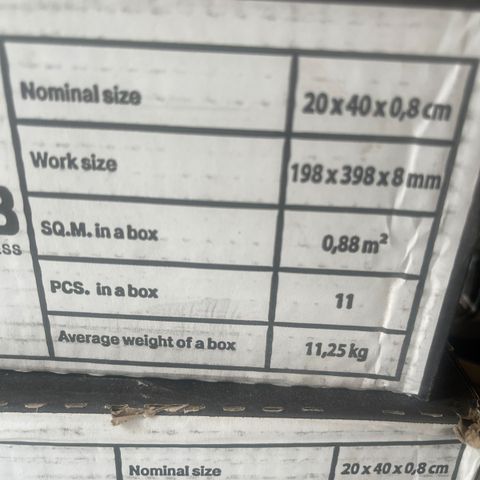 Nominal size 20 x 40 x 0,8 cm
Work size 198 x 398 x 8 mm
SQ.M. in a box 0,88 m²
PCS. in a box 11
Average weight of a box 11,25 kg
Nominal size 20 x 40 x 0,8 cm